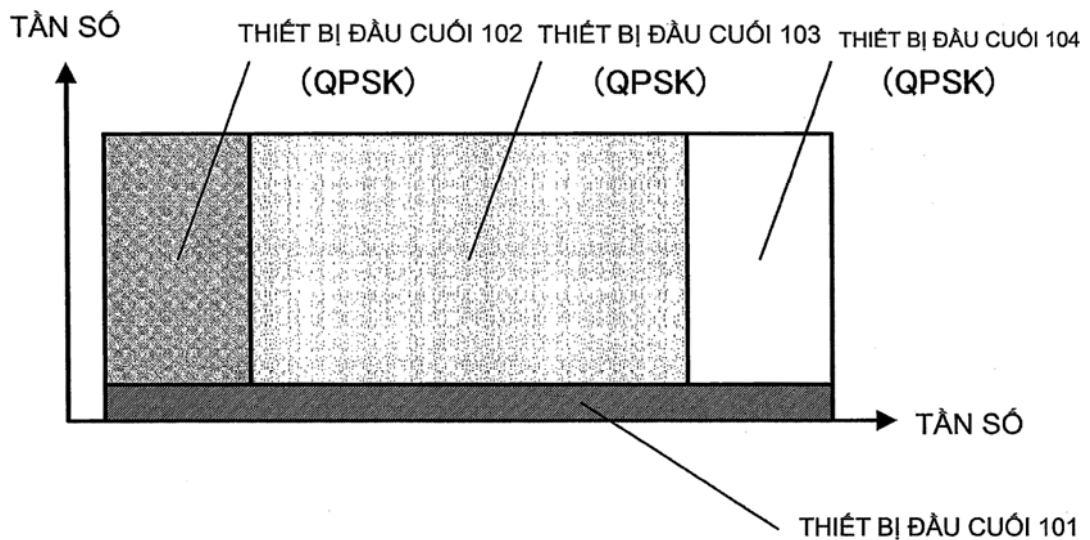 TẦN SỐ
THIẾT BỊ ĐẦU CUỐI 102 THIẾT BỊ ĐẦU CUỐI 103 THIẾT BỊ ĐẦU CUỐI 104
(QPSK) (QPSK) (QPSK)
TẦN SỐ
THIẾT BỊ ĐẦU CUỐI 101